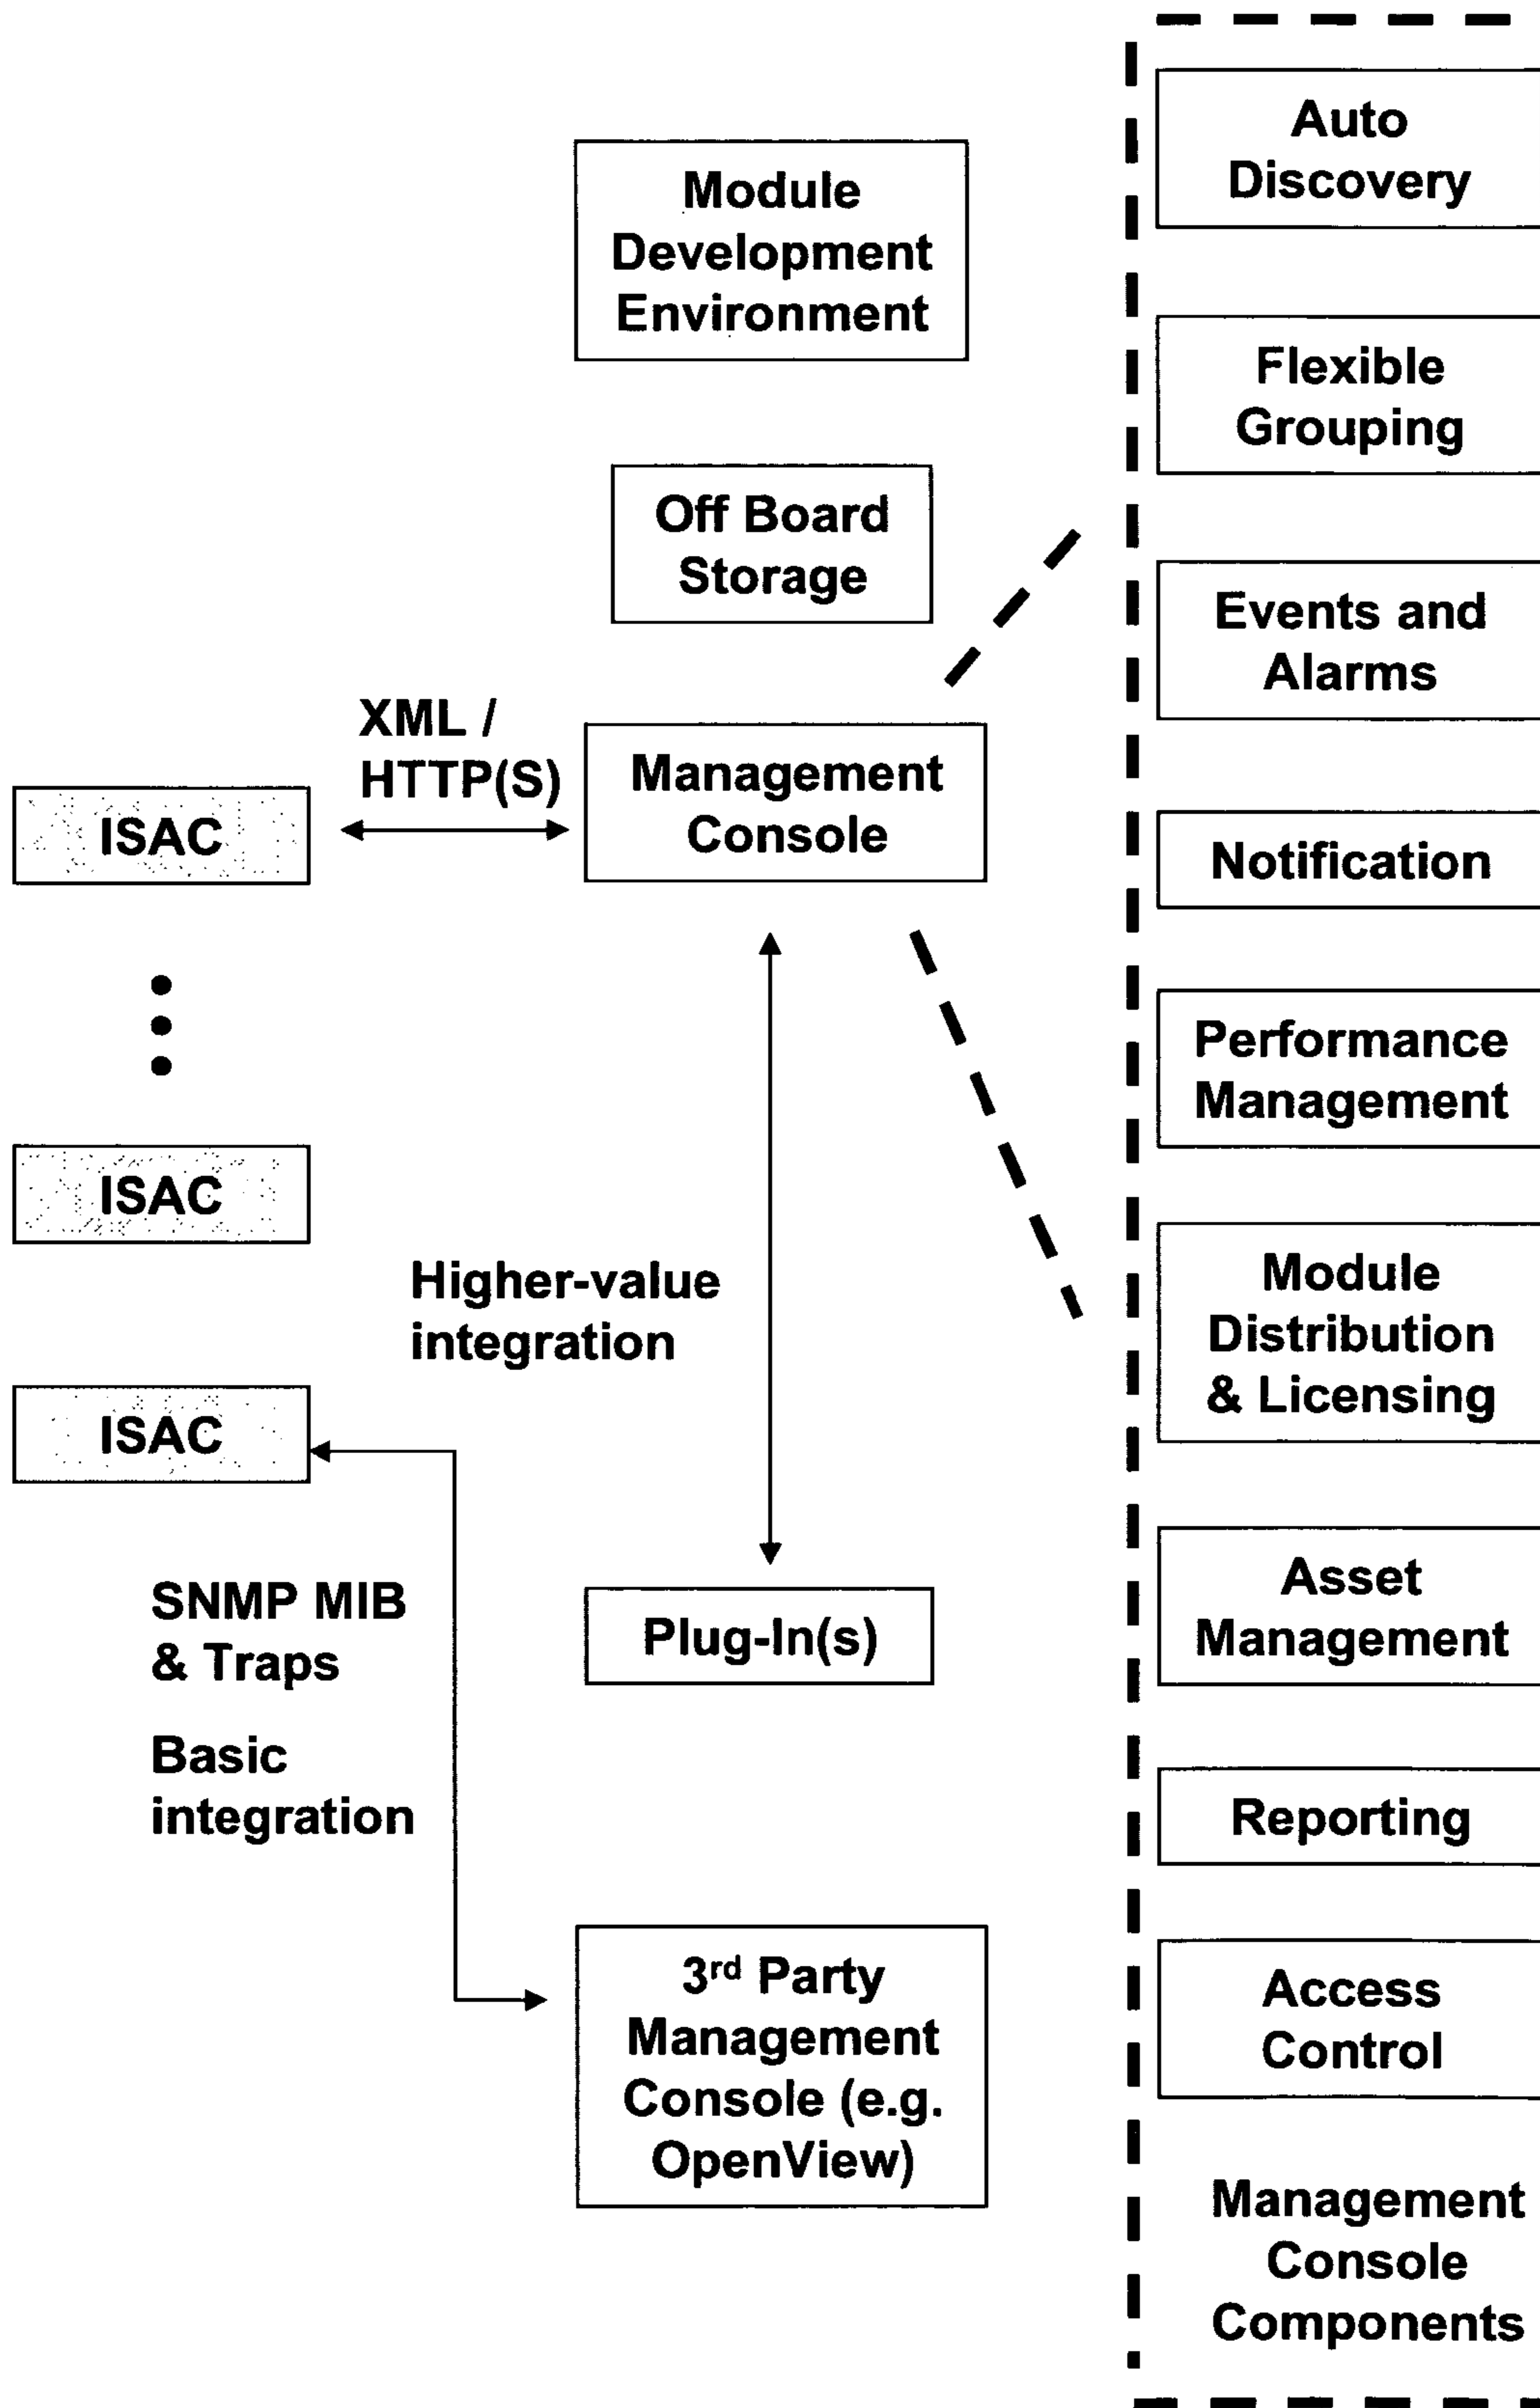 Module
Development
Environment
Off Board
Storage
XML /
HTTP(S)
Management
Console
ISAC
ISAC
ISAC
Higher-value
integration
SNMP MIB
& Traps
Basic
integration
Plug-In(s)
3rd Party
Management
Console (e.g.
OpenView)
Auto
Discovery
Flexible
Grouping
Events and
Alarms
Notification
Performance
Management
Module
Distribution
& Licensing
Asset
Management
Reporting
Access
Control
Management
Console
Components